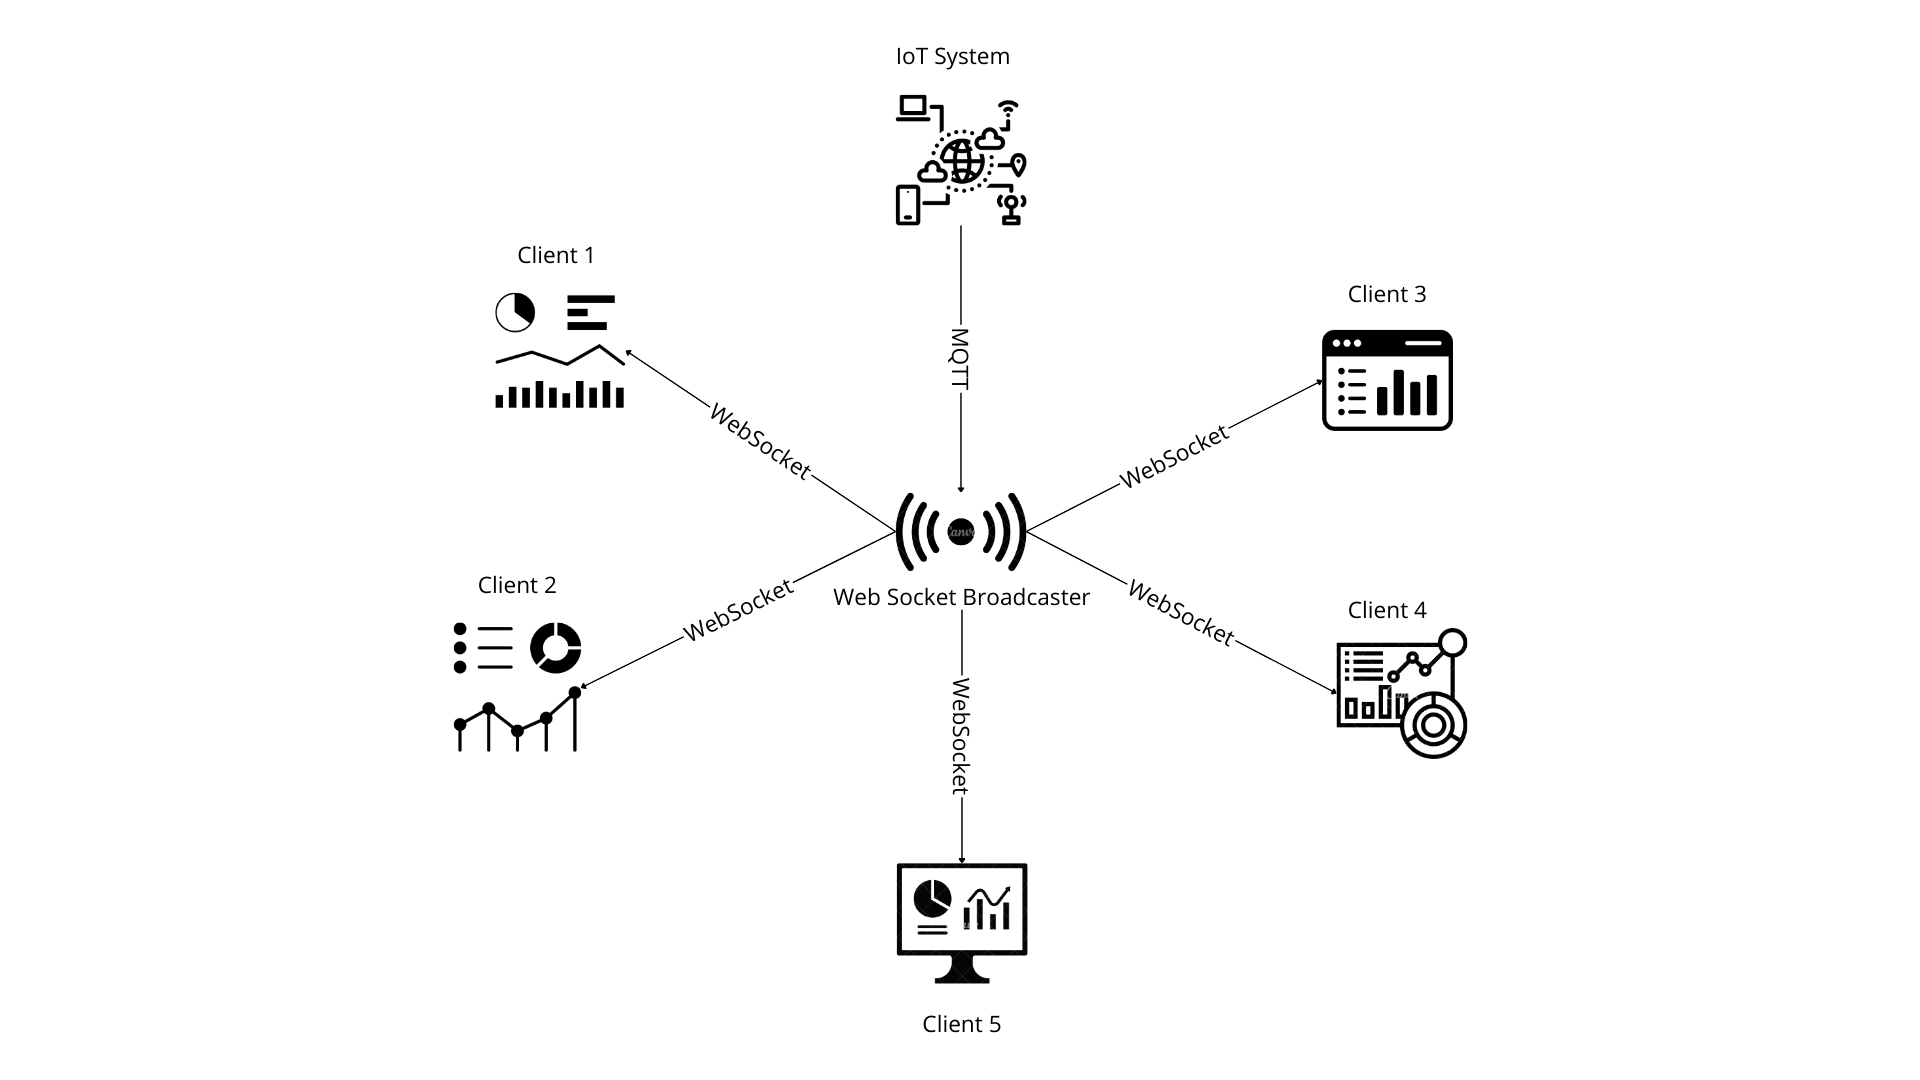 IoT System
Client 1
Client 3
MQTT
WebSocket
WebSocket
Canva
Web Socket Broadcaster
Client 2
WebSocket
WebSocket
Client 4
WebSocket
Client 5